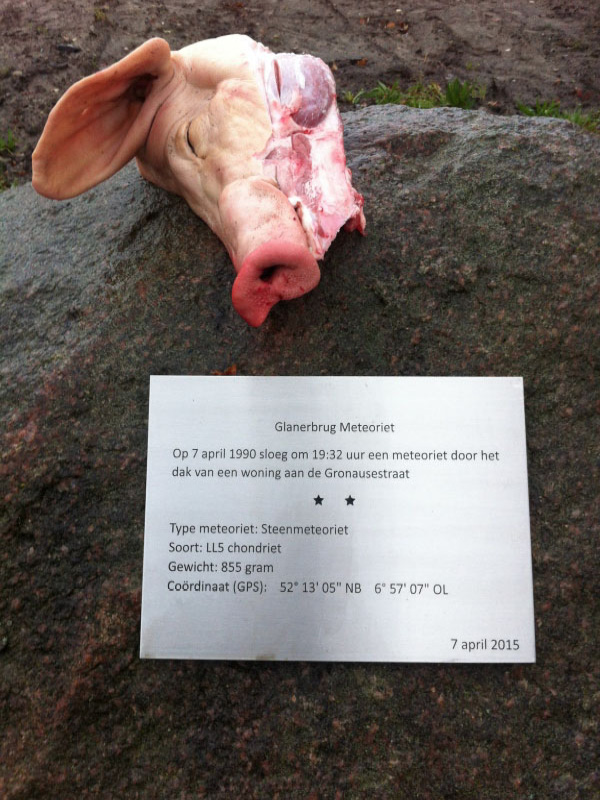 Glanerbrug Meteoriet
Op 7 april 1990 sloeg om 19:32 uur een meteoriet door het
dak van een woning aan de Gronausestraat
★ ★
Type meteoriet: Steenmeteoriet
Soort: LL5 chondriet
Gewicht: 855 gram
Coördinaat (GPS): 52° 13' 05" NB 6° 57' 07" OL
7 april 2015